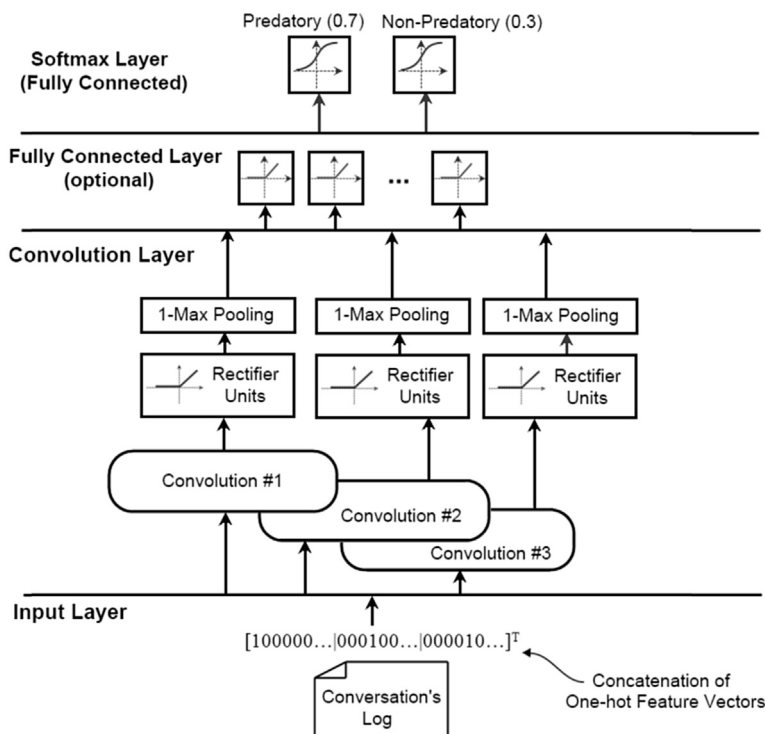 Predatory (0.7) Non-Predatory (0.3)
Softmax Layer
(Fully Connected)
Fully Connected Layer
(optional)
...
Convolution Layer
1-Max Pooling 1-Max Pooling 1-Max Pooling
Rectifier Rectifier Rectifier
Units Units Units
Convolution #1
Convolution #2
Convolution #3
Input Layer
[100000...|000100...|000010...]ᵀ
Concatenation of
One-hot Feature Vectors
Conversation's
Log